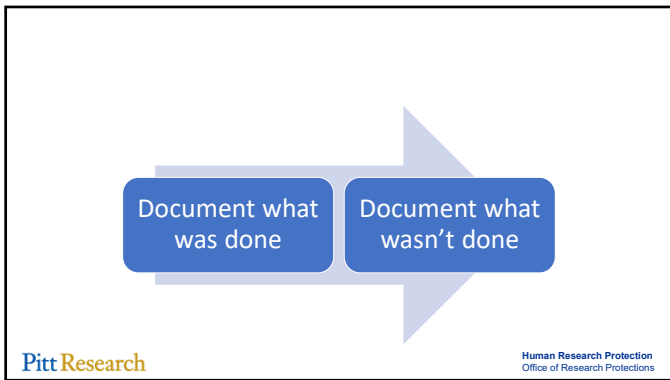 Document what
was done
Document what
wasn't done
Pitt Research
Human Research Protection
Office of Research Protections